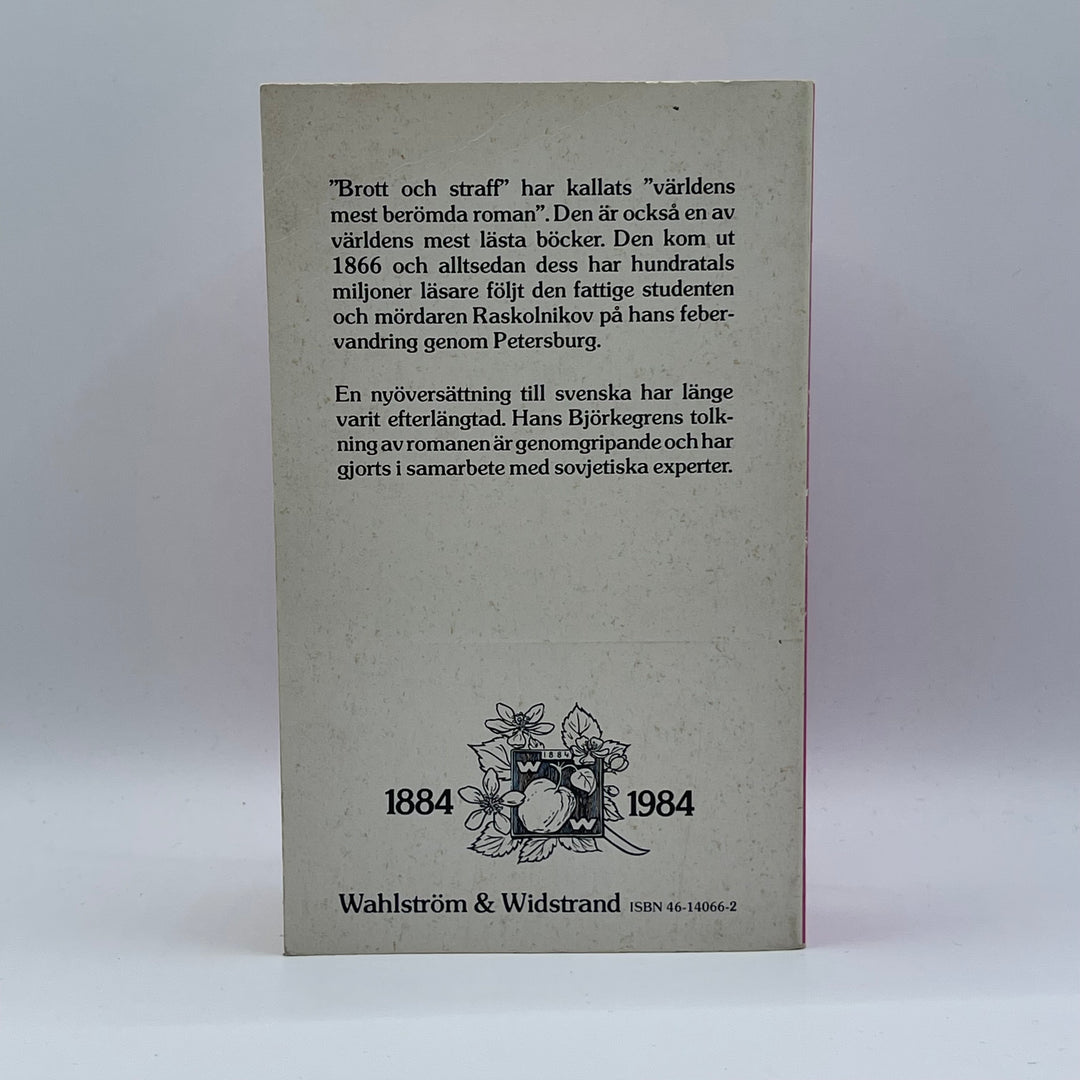 ”Brott och straff” har kallats ”världens
mest berömda roman”. Den är också en av
världens mest lästa böcker. Den kom ut
1866 och alltsedan dess har hundratals
miljoner läsare följt den fattige studenten
och mördaren Raskolnikov på hans feber-
vandring genom Petersburg.
En nyöversättning till svenska har länge
varit efterlängtad. Hans Björkegrens tolk-
ning av romanen är genomgripande och har
gjorts i samarbete med sovjetiska experter.
1884
W
1884
W
1984
Wahlström & Widstrand ISBN 46-14066-2